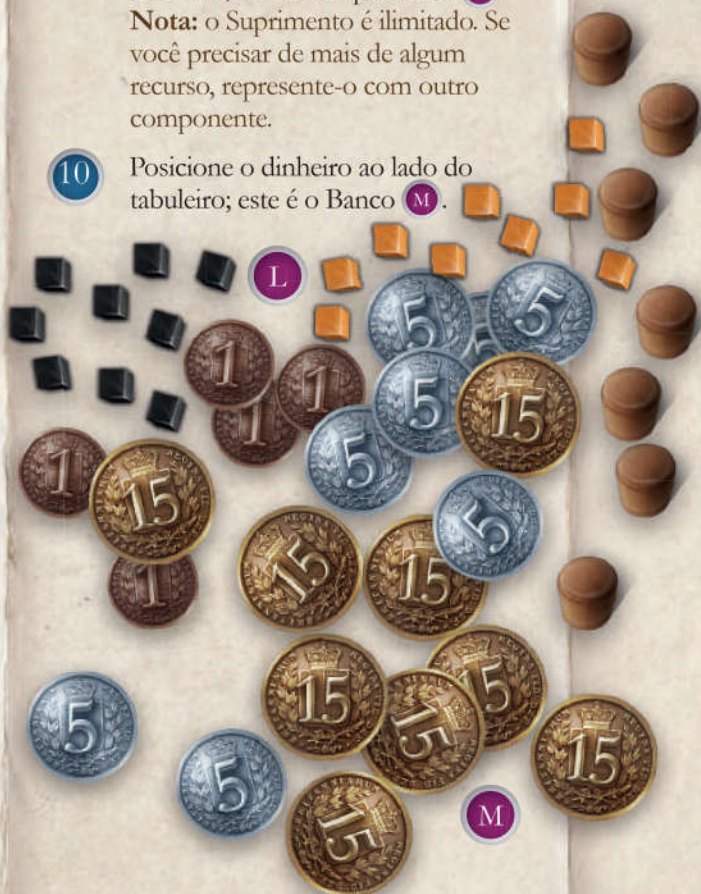 Nota: o Suprimento é ilimitado. Se
você precisar de mais de algum
recurso, represente-o com outro
componente.
10 Posicione o dinheiro ao lado do
tabuleiro; este é o Banco M.
L
5
5
5
1
1
1
5
15
5
1
15
5
1
15
15
15
15
5
15
15
5
M
15